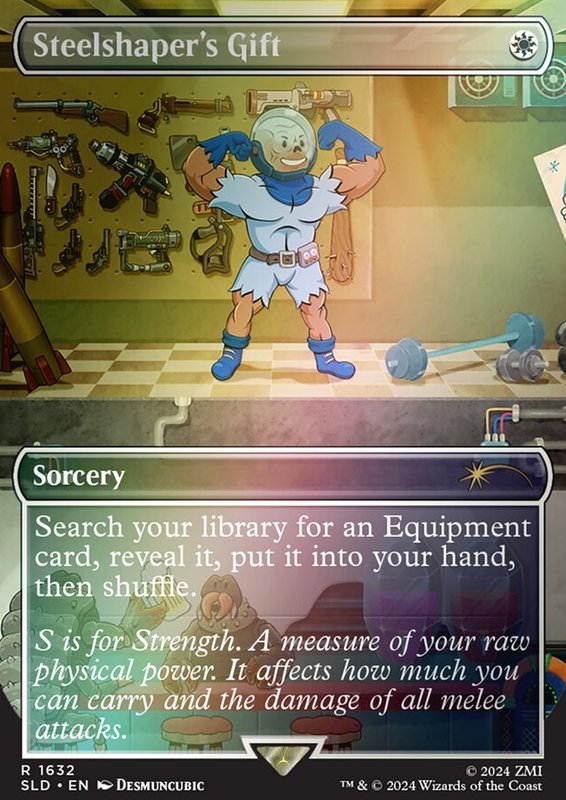 Steelshaper's Gift
Sorcery
Search your library for an Equipment
card, reveal it, put it into your hand,
then shuffle.
S is for Strength. A measure of your raw
physical power. It affects how much you
can carry and the damage of all melee
attacks.
R 1632
© 2024 ZMI
SLD • EN Desmuncubic
™ & © 2024 Wizards of the Coast